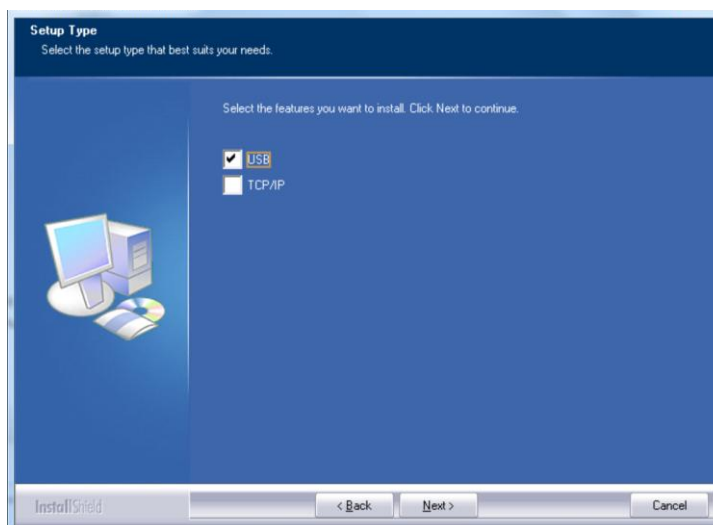 Setup Type
Select the setup type that best suits your needs.
Select the features you want to install. Click Next to continue.
USB
TCP/IP
InstallShield
< Back
Next >
Cancel